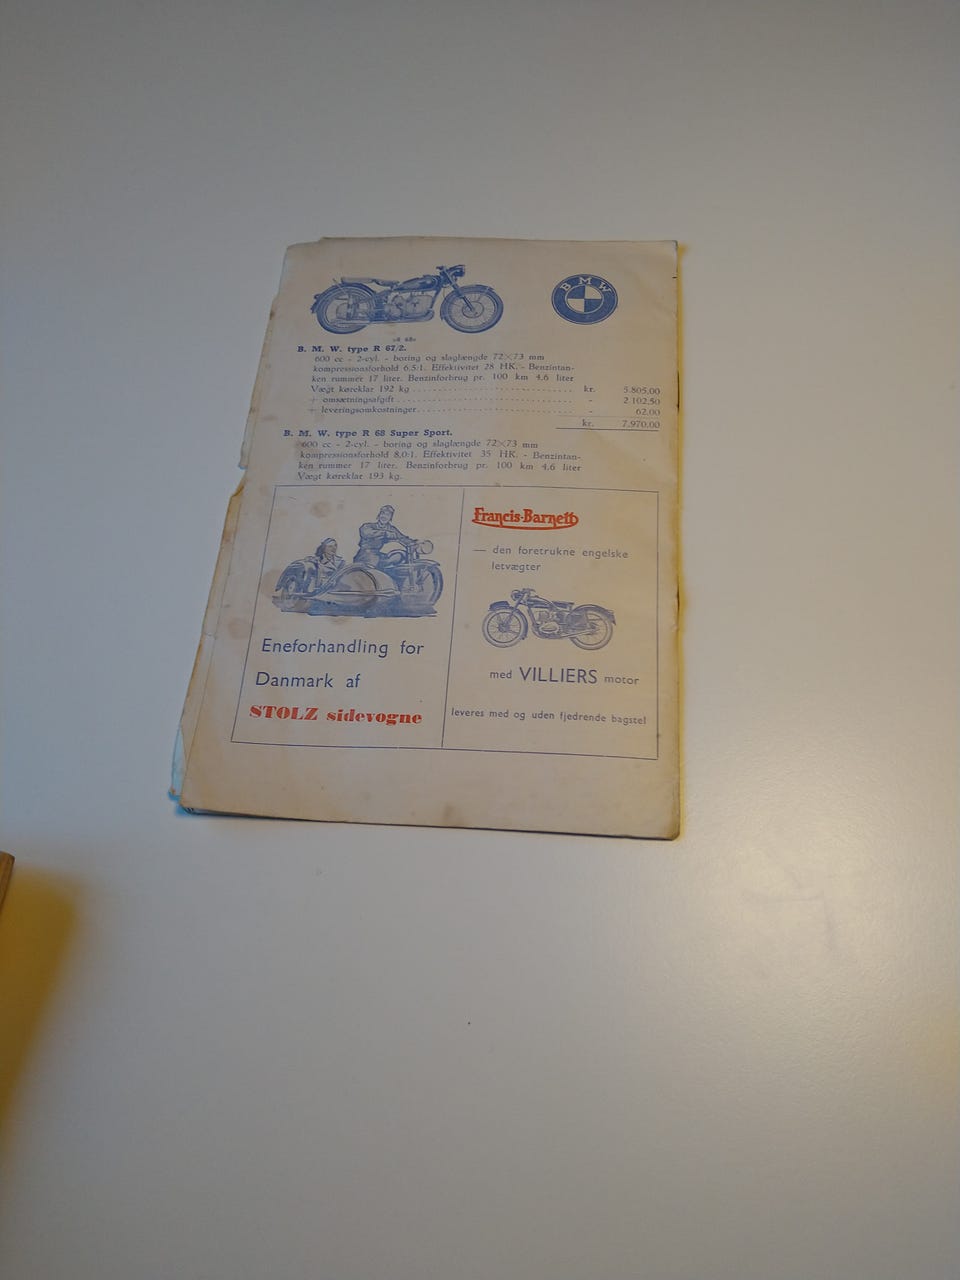 BMW
»R 68«
B. M. W. type R 67/2.
600 cc - 2-cyl. - boring og slaglængde 72×73 mm
kompressionsforhold 6,5:1. Effektivitet 28 HK. - Benzintan-
ken rummer 17 liter. Benzinforbrug pr. 100 km 4,6 liter
Vægt køreklar 192 kg . . . . . . . . . . . . . . . . . . kr. 5.805,00
+ omsætningsafgift . . . . . . . . . . . . . . . . . . - 2.102,50
+ leveringsomkostninger . . . . . . . . . . . . . . . . . . - 62,00
kr. 7.970,00
B. M. W. type R 68 Super Sport.
600 cc - 2-cyl. - boring og slaglængde 72×73 mm
kompressionsforhold 8,0:1. Effektivitet 35 HK. - Benzintan-
ken rummer 17 liter. Benzinforbrug pr. 100 km 4,6 liter
Vægt køreklar 193 kg.
Eneforhandling for
Danmark af
STOLZ sidevogne
Francis-Barnett
— den foretrukne engelske
letvægter
med VILLIERS motor
leveres med og uden fjedrende bagstel